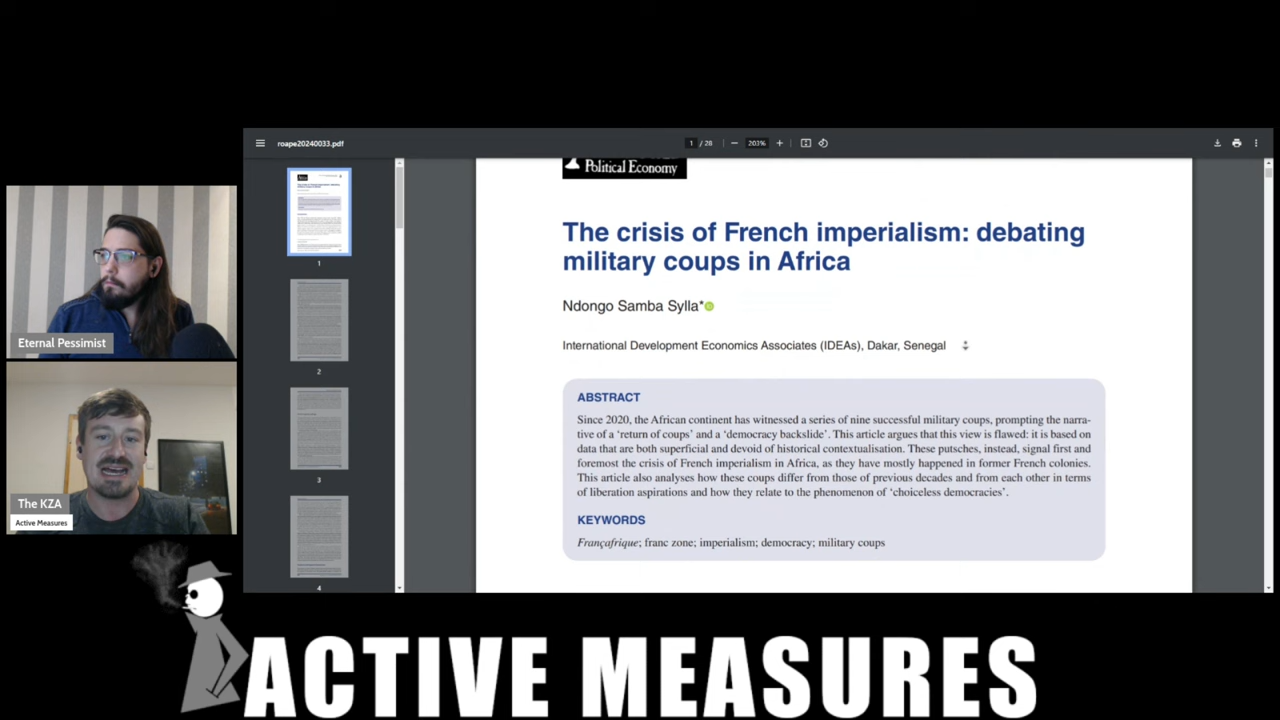 roape20240033.pdf
1 / 28
203%
Political Economy
The crisis of French imperialism: debating
military coups in Africa
Ndongo Samba Sylla*
International Development Economics Associates (IDEAs), Dakar, Senegal
ABSTRACT
Since 2020, the African continent has witnessed a series of nine successful military coups, prompting the narra-
tive of a ‘return of coups’ and a ‘democracy backslide’. This article argues that this view is flawed: it is based on
data that are both superficial and devoid of historical contextualisation. These putsches, instead, signal first and
foremost the crisis of French imperialism in Africa, as they have mostly happened in former French colonies.
This article also analyses how these coups differ from those of previous decades and from each other in terms
of liberation aspirations and how they relate to the phenomenon of ‘choiceless democracies’.
KEYWORDS
Françafrique; franc zone; imperialism; democracy; military coups
1
2
3
4
Eternal Pessimist
The KZA
Active Measures
ACTIVE MEASURES